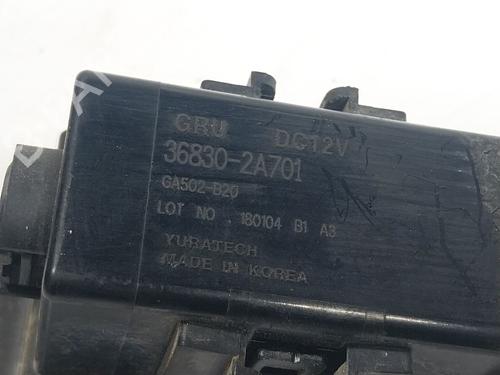 GRU DC12V
36830-2A701
GA502-B20
LOT NO . 180104 B1 A3
YURATECH
MADE IN KOREA